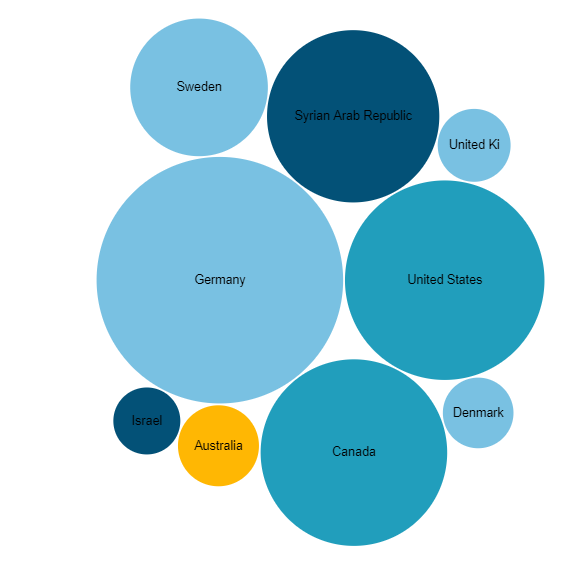 Sweden
Syrian Arab Republic
United Ki
Germany
United States
Israel
Australia
Canada
Denmark